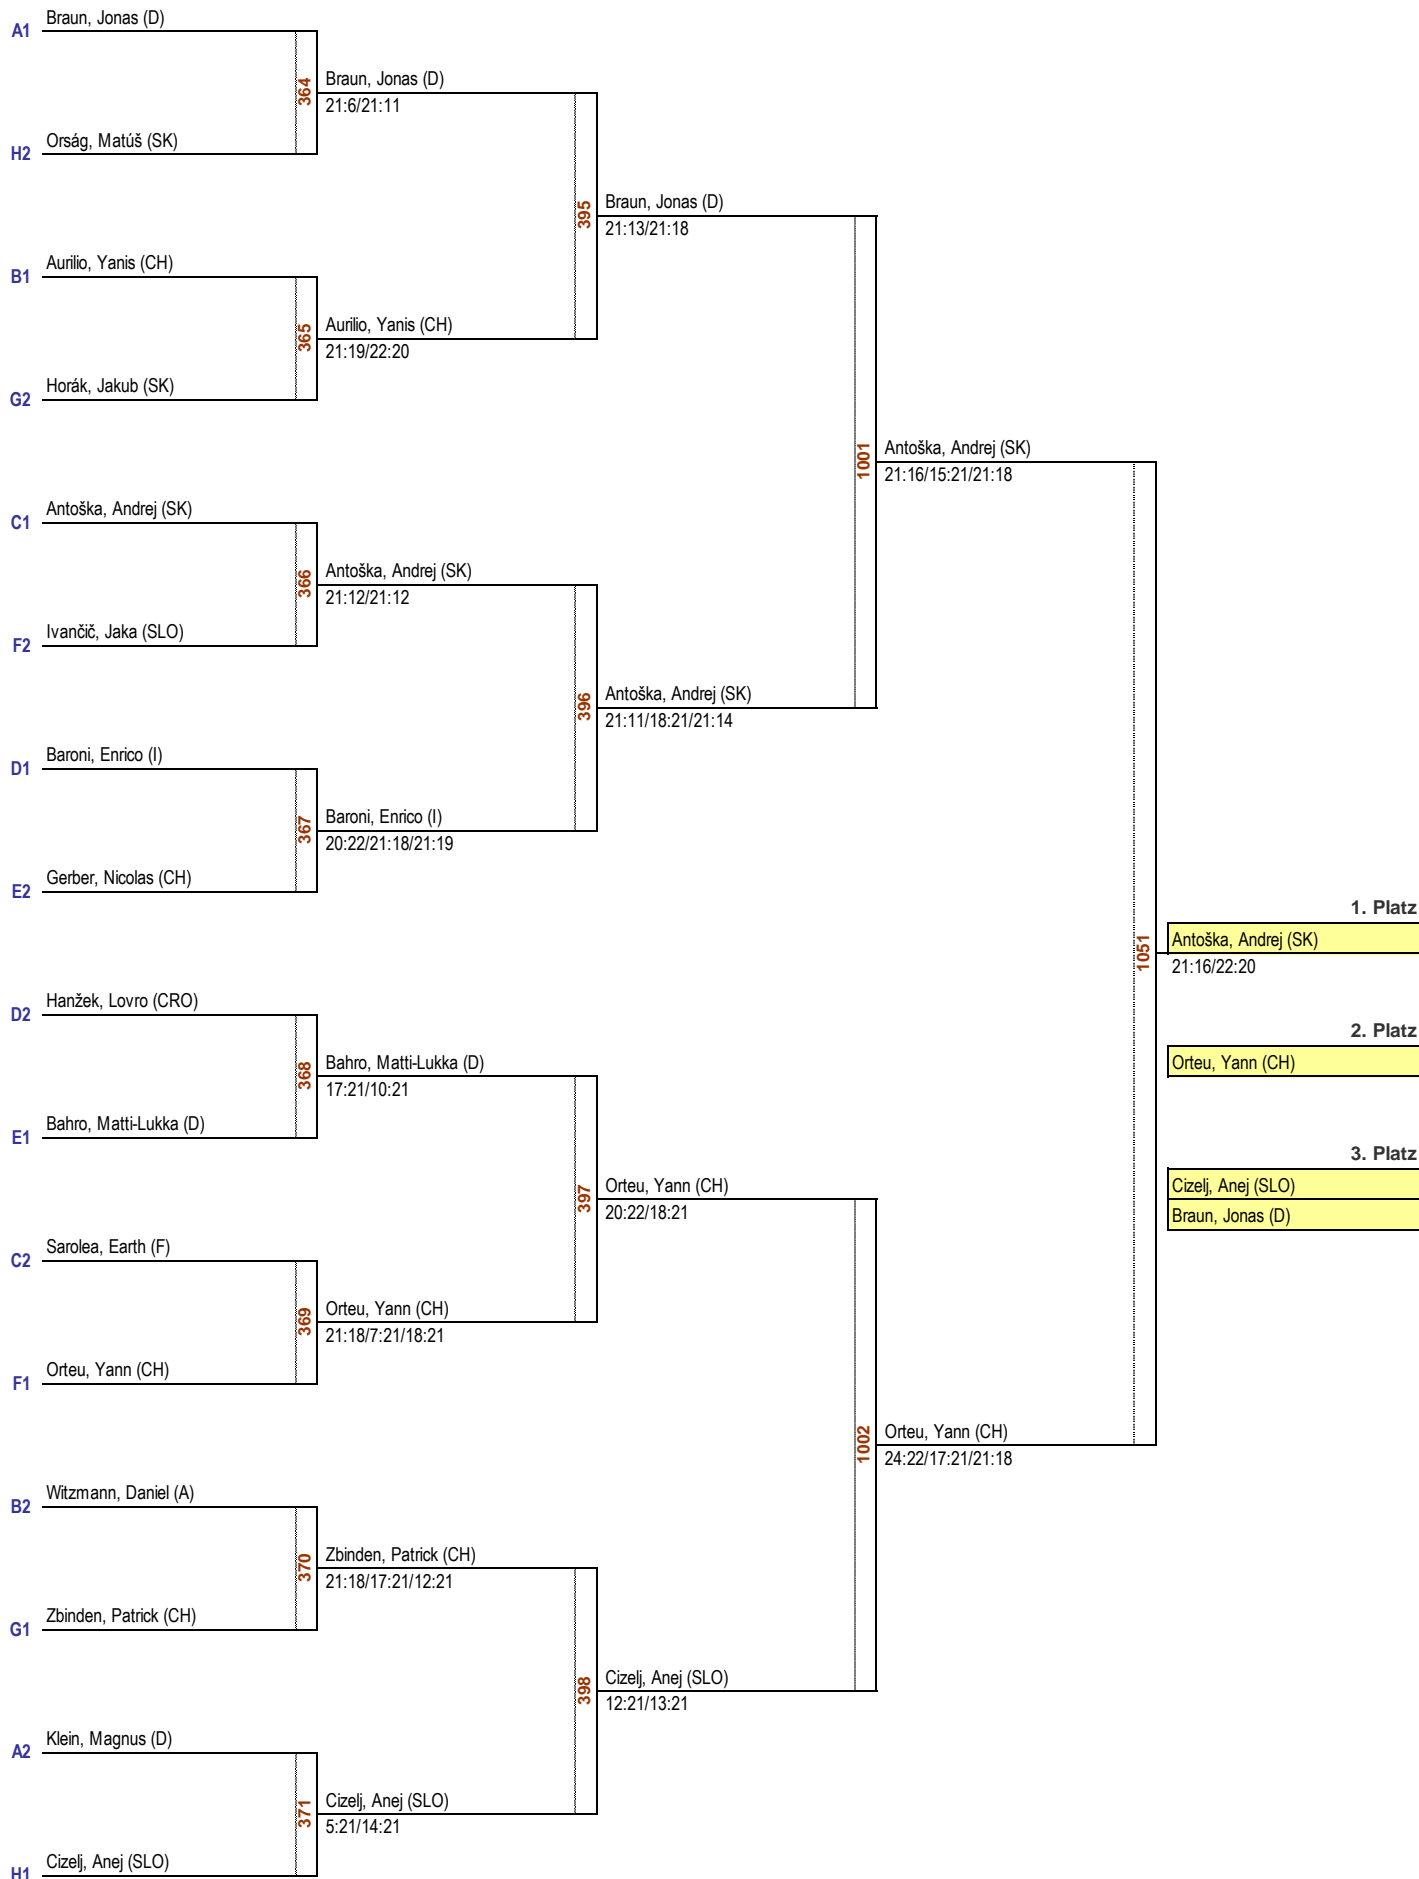 Braun, Jonas (D)
A1
364
Braun, Jonas (D)
21:6/21:11
Orság, Matúš (SK)
H2
395
Braun, Jonas (D)
21:13/21:18
Aurilio, Yanis (CH)
B1
365
Aurilio, Yanis (CH)
21:19/22:20
Horák, Jakub (SK)
G2
1001
Antoška, Andrej (SK)
21:16/15:21/21:18
Antoška, Andrej (SK)
C1
366
Antoška, Andrej (SK)
21:12/21:12
Ivančič, Jaka (SLO)
F2
396
Antoška, Andrej (SK)
21:11/18:21/21:14
Baroni, Enrico (I)
D1
367
Baroni, Enrico (I)
20:22/21:18/21:19
Gerber, Nicolas (CH)
E2
1. Platz
1051
Antoška, Andrej (SK)
21:16/22:20
Hanžek, Lovro (CRO)
D2
2. Platz
Orteu, Yann (CH)
368
Bahro, Matti-Lukka (D)
17:21/10:21
Bahro, Matti-Lukka (D)
E1
3. Platz
Cizelj, Anej (SLO)
Braun, Jonas (D)
397
Orteu, Yann (CH)
20:22/18:21
Sarolea, Earth (F)
C2
369
Orteu, Yann (CH)
21:18/7:21/18:21
Orteu, Yann (CH)
F1
1002
Orteu, Yann (CH)
24:22/17:21/21:18
Witzmann, Daniel (A)
B2
370
Zbinden, Patrick (CH)
21:18/17:21/12:21
Zbinden, Patrick (CH)
G1
398
Cizelj, Anej (SLO)
12:21/13:21
Klein, Magnus (D)
A2
371
Cizelj, Anej (SLO)
5:21/14:21
Cizelj, Anej (SLO)
H1